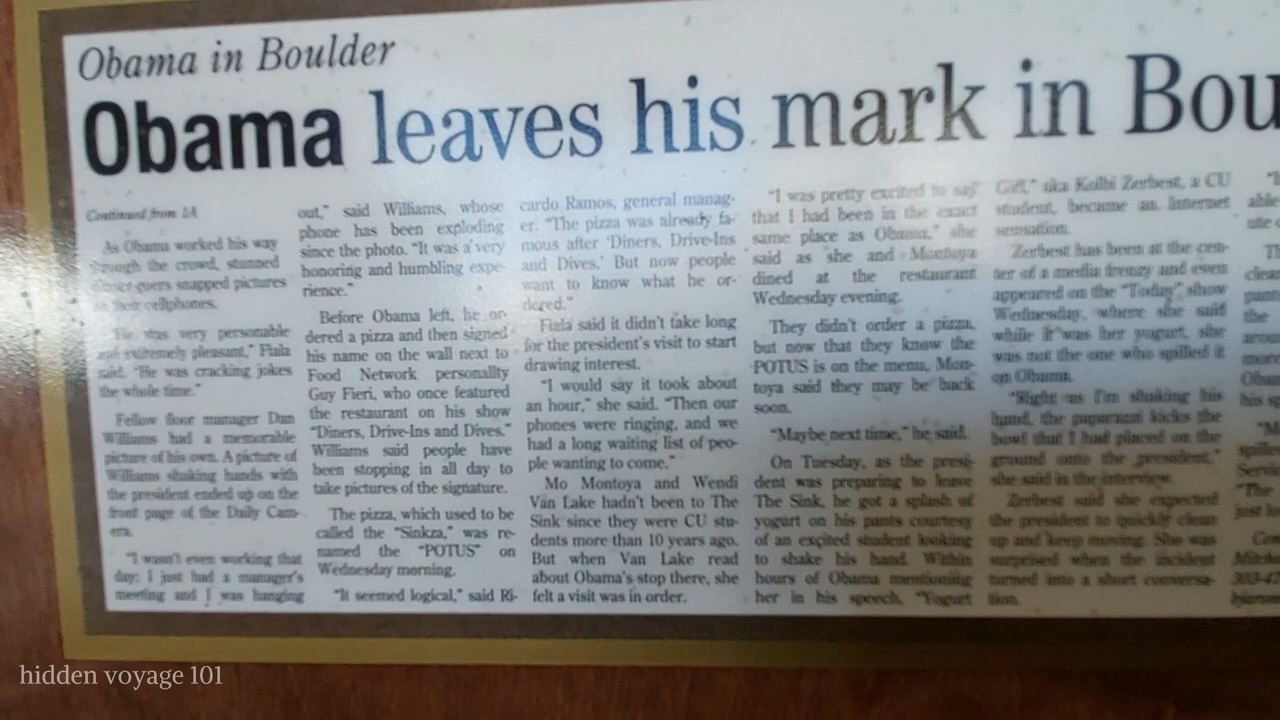 Obama in Boulder
Obama leaves his mark in Bou
Continued from 1A
As Obama worked his way
through the crowd, stunned
dinner-goers snapped pictures
on their cellphones.
"He was very personable
and extremely pleasant," Fiala
said. "He was cracking jokes
the whole time."
Fellow floor manager Dan
Williams had a memorable
picture of his own. A picture of
Williams shaking hands with
the president ended up on the
front page of the Daily Cam-
era.
"I wasn't even working that
day; I just had a manager's
meeting and I was hanging
out," said Williams, whose
phone has been exploding
since the photo. "It was a very
honoring and humbling expe-
rience."
Before Obama left, he or-
dered a pizza and then signed
his name on the wall next to
Food Network personality
Guy Fieri, who once featured
the restaurant on his show
"Diners, Drive-Ins and Dives."
Williams said people have
been stopping in all day to
take pictures of the signature.
The pizza, which used to be
called the "Sinkza," was re-
named the "POTUS" on
Wednesday morning.
"It seemed logical," said Ri-
cardo Ramos, general manag-
er. "The pizza was already fa-
mous after 'Diners, Drive-Ins
and Dives.' But now people
want to know what he or-
dered."
Fiala said it didn't take long
for the president's visit to start
drawing interest.
"I would say it took about
an hour," she said. "Then our
phones were ringing, and we
had a long waiting list of peo-
ple wanting to come."
Mo Montoya and Wendi
Van Lake hadn't been to The
Sink since they were CU stu-
dents more than 10 years ago.
But when Van Lake read
about Obama's stop there, she
felt a visit was in order.
"I was pretty excited to say
that I had been in the exact
same place as Obama," she
said as she and Montoya
dined at the restaurant
Wednesday evening.
They didn't order a pizza,
but now that they know the
POTUS is on the menu, Mon-
toya said they may be back
soon.
"Maybe next time," he said.
On Tuesday, as the presi-
dent was preparing to leave
The Sink, he got a splash of
yogurt on his pants courtesy
of an excited student looking
to shake his hand. Within
hours of Obama mentioning
her in his speech, "Yogurt
Girl," aka Kolbi Zerbest, a CU
student, became an Internet
sensation.
Zerbest has been at the cen-
ter of a media frenzy and even
appeared on the "Today" show
Wednesday, where she said
while it was her yogurt, she
was not the one who spilled it
on Obama.
"Right as I'm shaking his
hand, the paparazzi kicks the
bowl that I had placed on the
ground onto the president,"
she said in the interview.
Zerbest said she expected
the president to quickly clean
up and keep moving. She was
surprised when the incident
turned into a short conversa-
tion.
hidden voyage 101